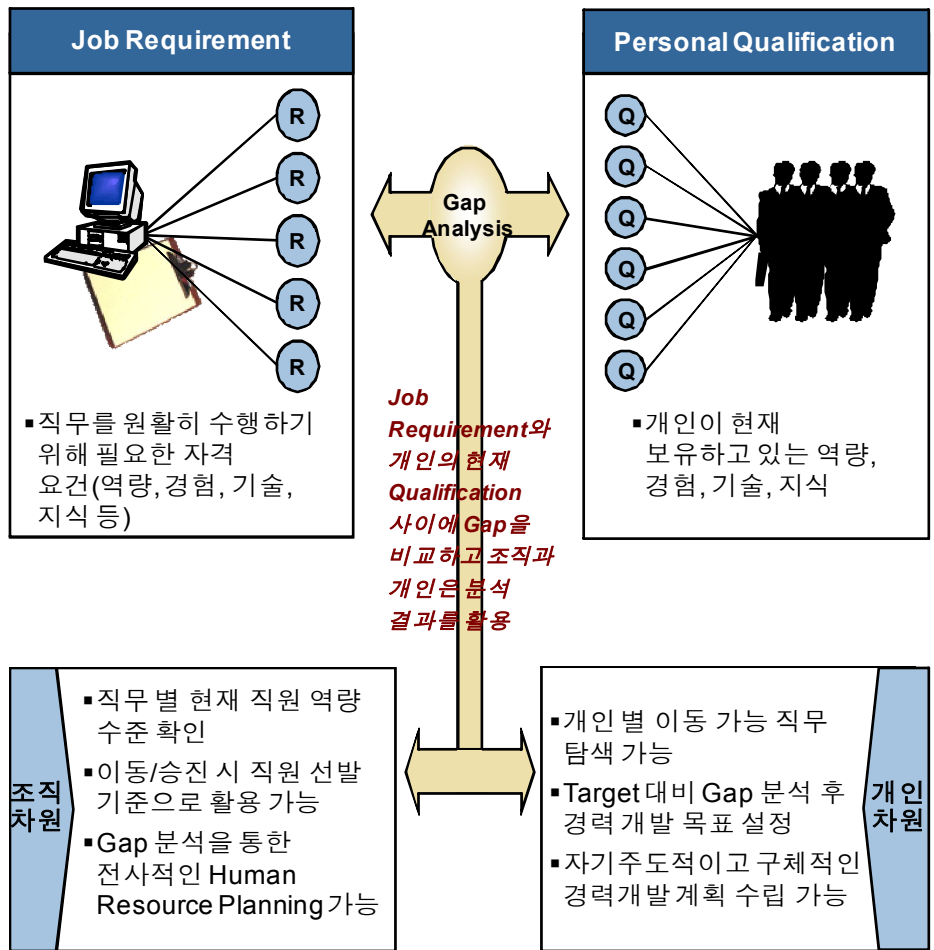 Job Requirement
R
R
R
R
R
▪직무를 원활히 수행하기
위해 필요한 자격
요건(역량, 경험, 기술,
지식 등)
Gap
Analysis
Job
Requirement와
개인의 현재
Qualification
사이에 Gap을
비교하고 조직과
개인은 분석
결과를 활용
Personal Qualification
Q
Q
Q
Q
Q
Q
▪개인이 현재
보유하고 있는 역량,
경험, 기술, 지식
조직
차원
▪직무 별 현재 직원 역량
수준 확인
▪이동/승진 시 직원 선발
기준으로 활용 가능
▪Gap 분석을 통한
전사적인 Human
Resource Planning 가능
▪개인 별 이동 가능 직무
탐색 가능
▪Target 대비 Gap 분석 후
경력 개발 목표 설정
▪자기주도적이고 구체적인
경력개발 계획 수립 가능
개인
차원